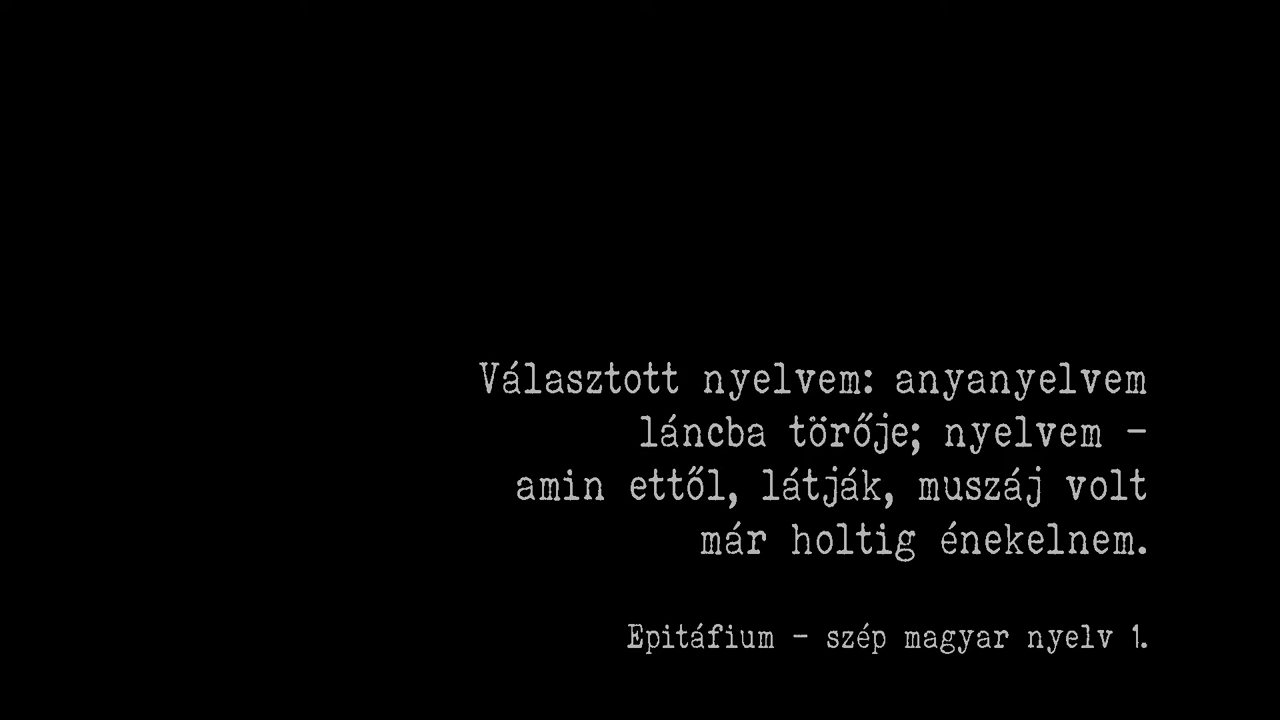 Választott nyelvem: anyanyelvem
láncba törője; nyelvem –
amin ettől, látják, muszáj volt
már holtig énekelnem.
Epitáfium – szép magyar nyelv 1.